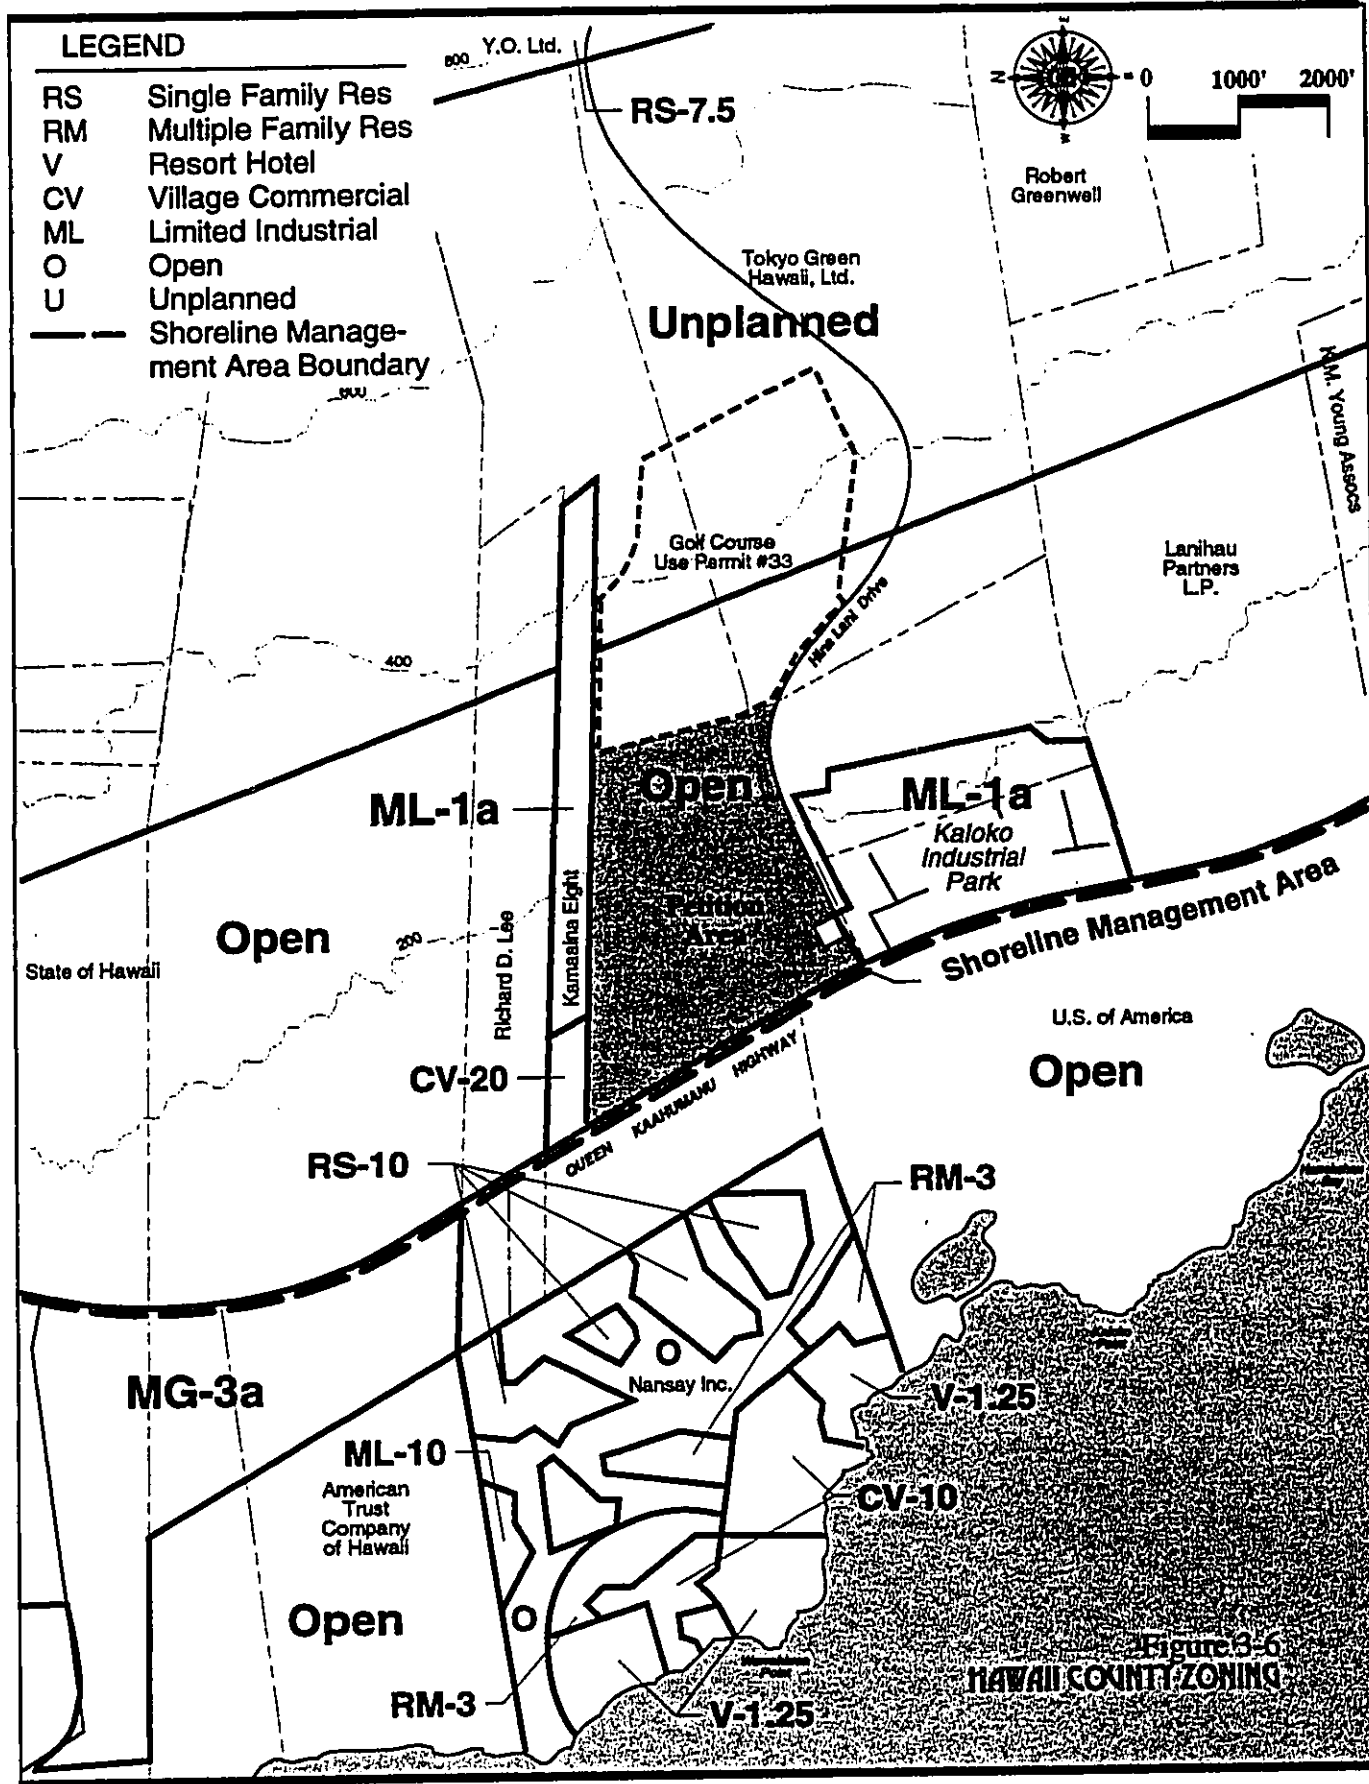 LEGEND
RS Single Family Res
RM Multiple Family Res
V Resort Hotel
CV Village Commercial
ML Limited Industrial
O Open
U Unplanned
Shoreline Manage-
ment Area Boundary
800
Y.O. Ltd.
RS-7.5
E
N
W
0 1000' 2000'
Robert
Greenwell
Tokyo Green
Hawaii, Ltd.
Unplanned
600
K.M. Young Assocs
Golf Course
Use Permit #33
Lanihau
Partners
L.P.
Hina Lani Drive
400
Open
ML-1a
ML-1a
Kaloko
Industrial
Park
Petition
Area
Open
200
State of Hawaii
Richard D. Lee
Kamaaina Eight
Shoreline Management Area
U.S. of America
Open
CV-20
QUEEN KAAHUMANU HIGHWAY
RS-10
RM-3
Kaloko
Point
O
Nansay Inc.
MG-3a
V-1.25
ML-10
American
Trust
Company
of Hawaii
CV-10
Open
O
Point
RM-3
V-1.25
Figure 3-6
HAWAII COUNTY ZONING